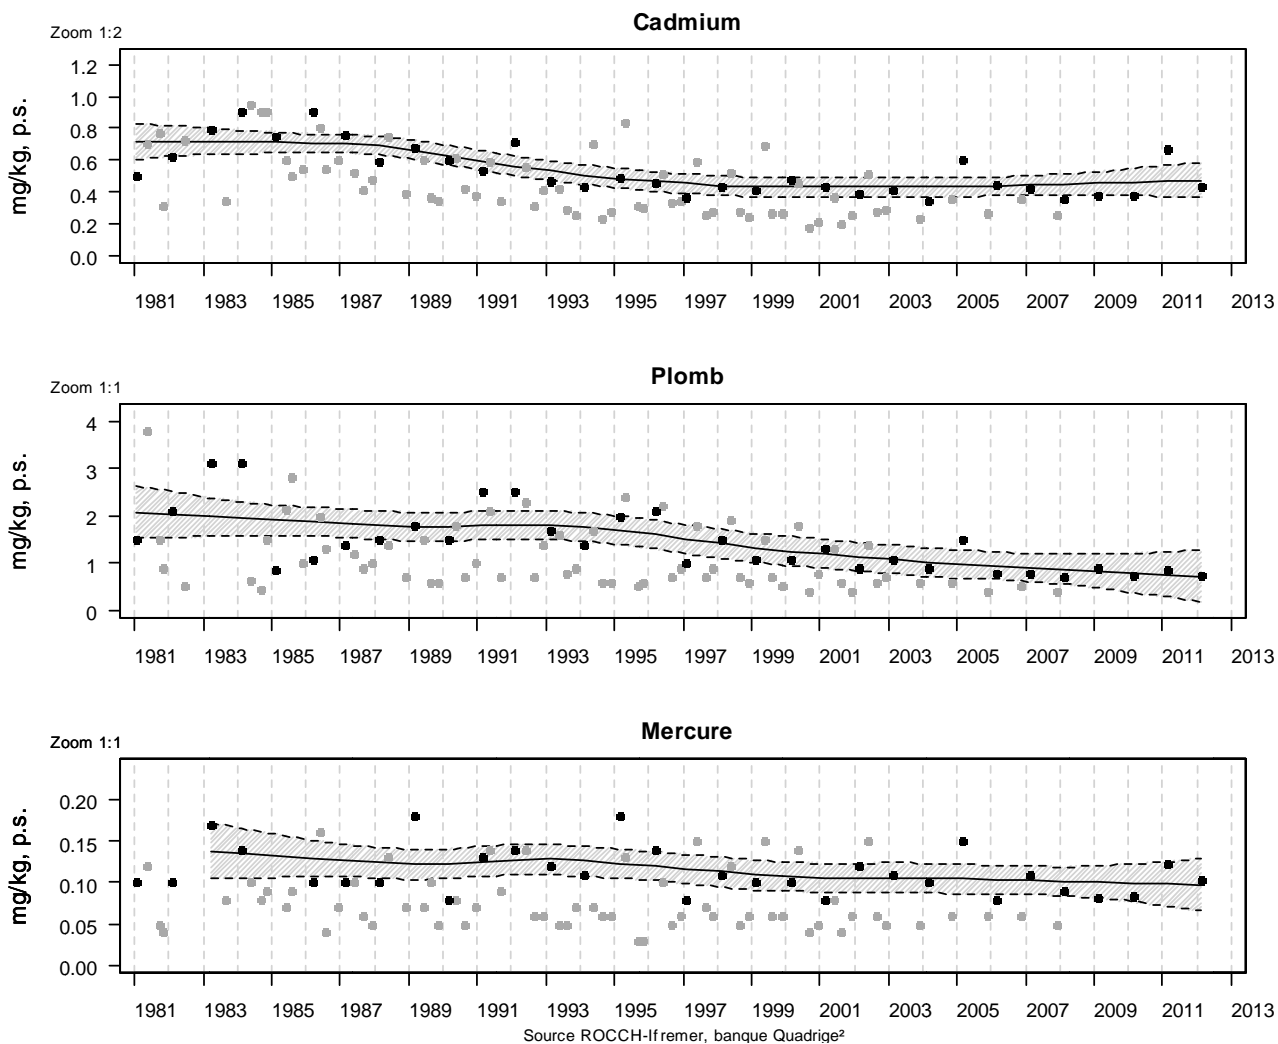 Cadmium
Zoom 1:2
mg/kg, p.s.
1.2
1.0
0.8
0.6
0.4
0.2
0.0
1981 1983 1985 1987 1989 1991 1993 1995 1997 1999 2001 2003 2005 2007 2009 2011 2013
Plomb
Zoom 1:1
mg/kg, p.s.
4
3
2
1
0
1981 1983 1985 1987 1989 1991 1993 1995 1997 1999 2001 2003 2005 2007 2009 2011 2013
Mercure
Zoom 1:1
mg/kg, p.s.
0.20
0.15
0.10
0.05
0.00
1981 1983 1985 1987 1989 1991 1993 1995 1997 1999 2001 2003 2005 2007 2009 2011 2013
Source ROCCH-Ifremer, banque Quadrige²